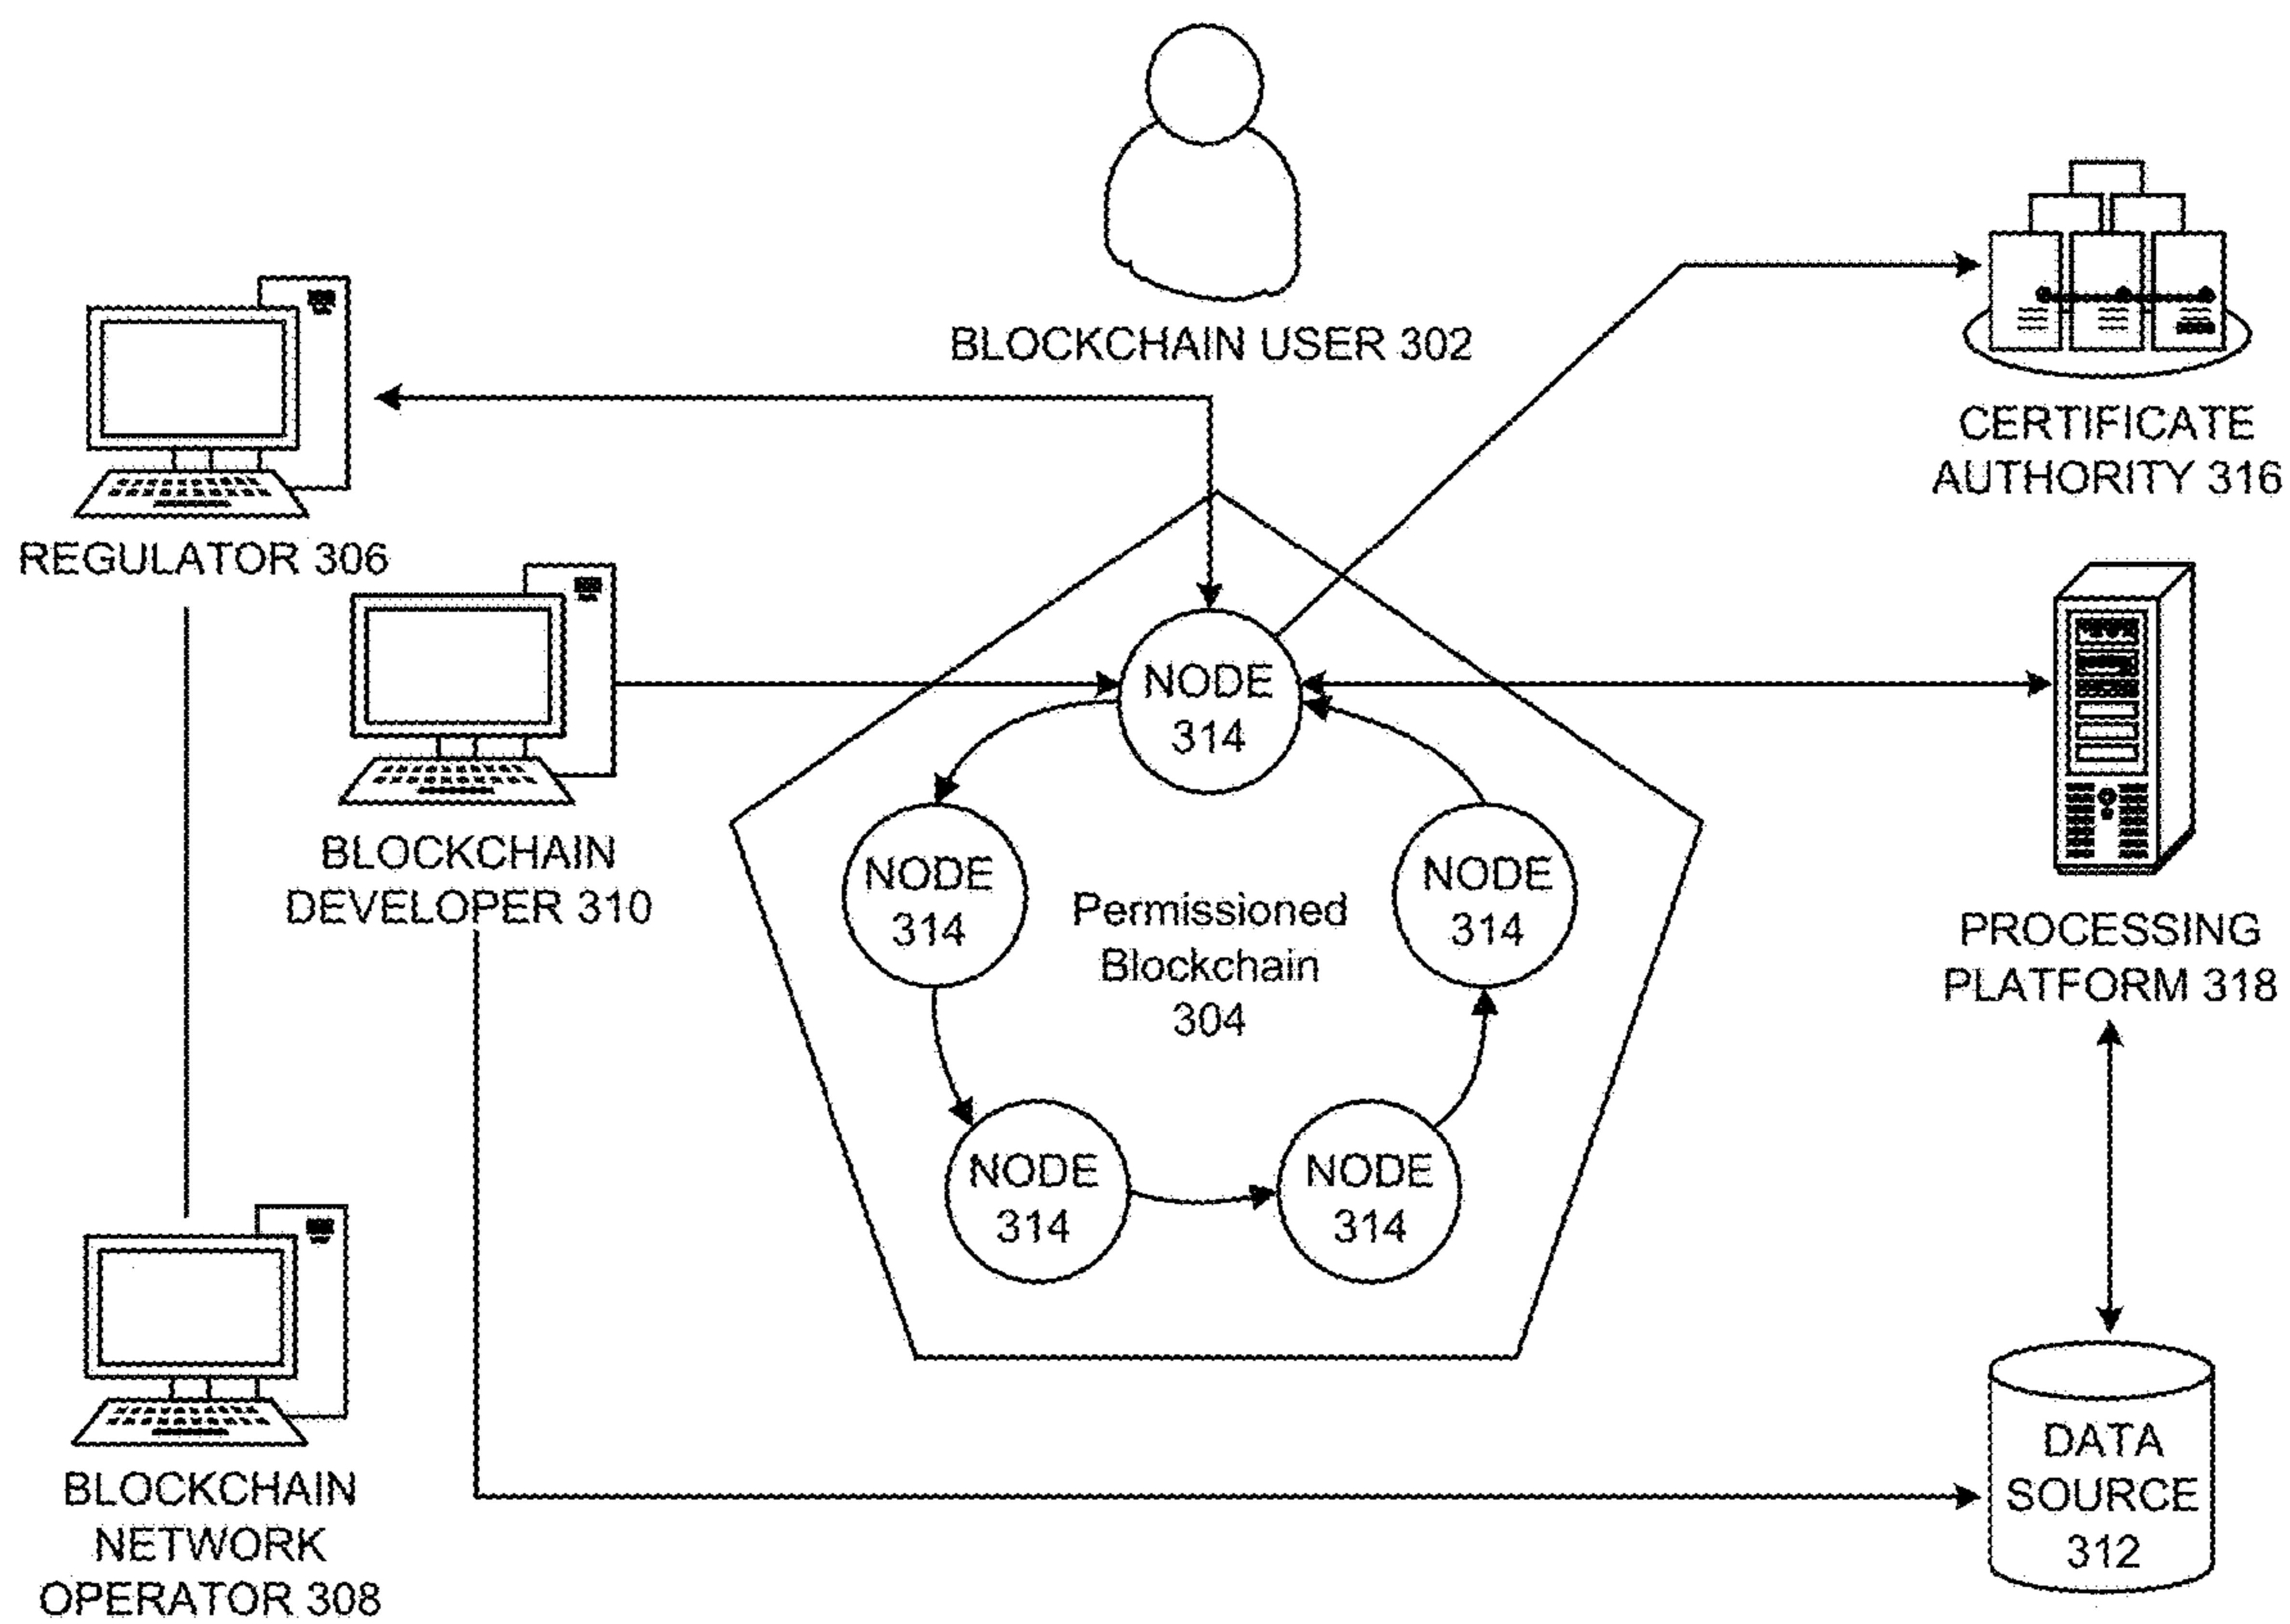 BLOCKCHAIN USER 302
CERTIFICATE
AUTHORITY 316
REGULATOR 306
BLOCKCHAIN
DEVELOPER 310
NODE
314
NODE
314
Permissioned
Blockchain
304
NODE
314
PROCESSING
PLATFORM 318
NODE
314
NODE
314
BLOCKCHAIN
NETWORK
OPERATOR 308
DATA
SOURCE
312